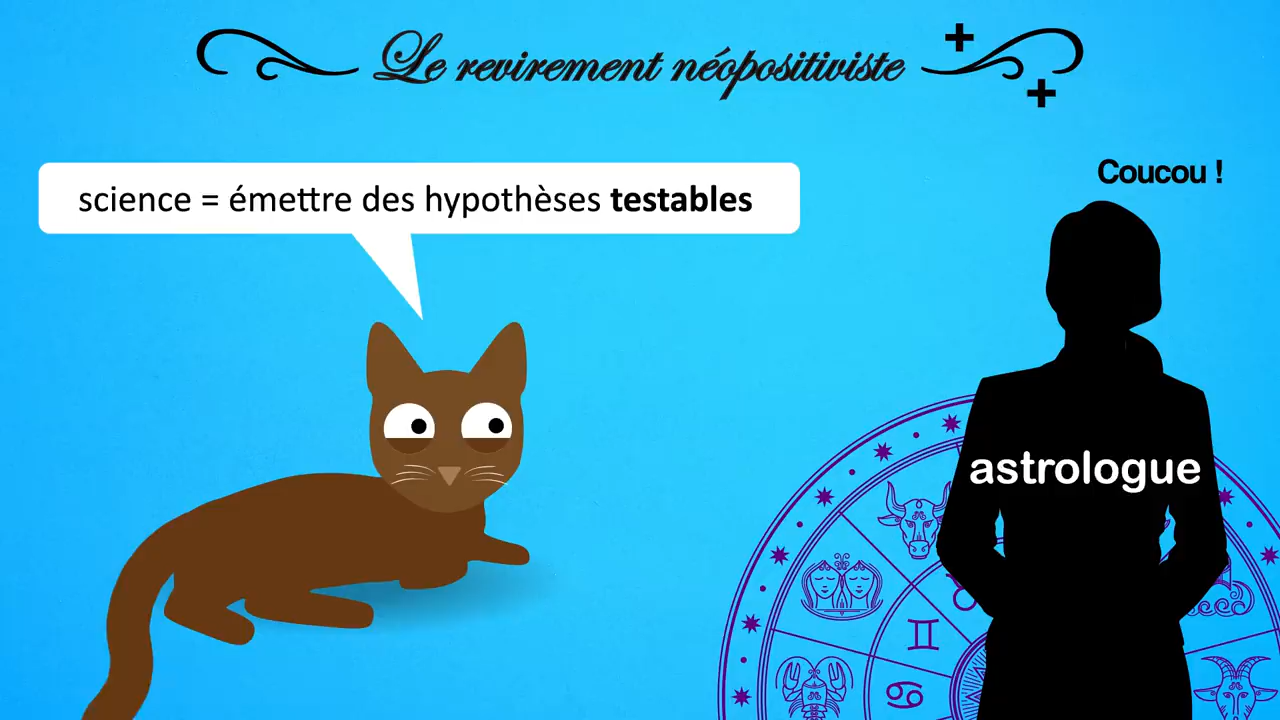 Le revirement néopositiviste
science = émettre des hypothèses testables
Coucou !
astrologue